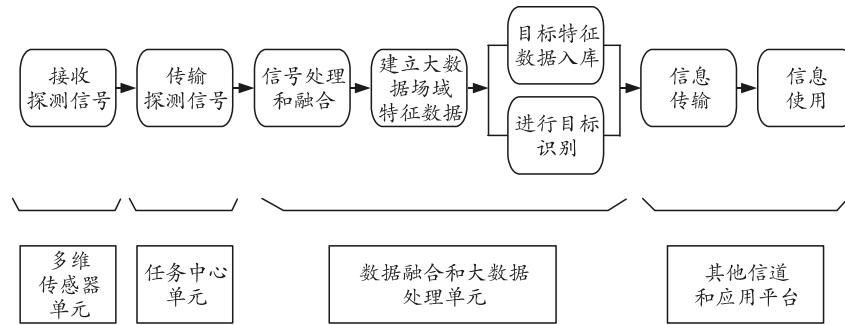 接收
探测信号
传输
探测信号
信号处理
和融合
建立大数
据场域
特征数据
目标特征
数据入库
进行目标
识别
信息
传输
信息
使用
多维
传感器
单元
任务中心
单元
数据融合和大数据
处理单元
其他信道
和应用平台